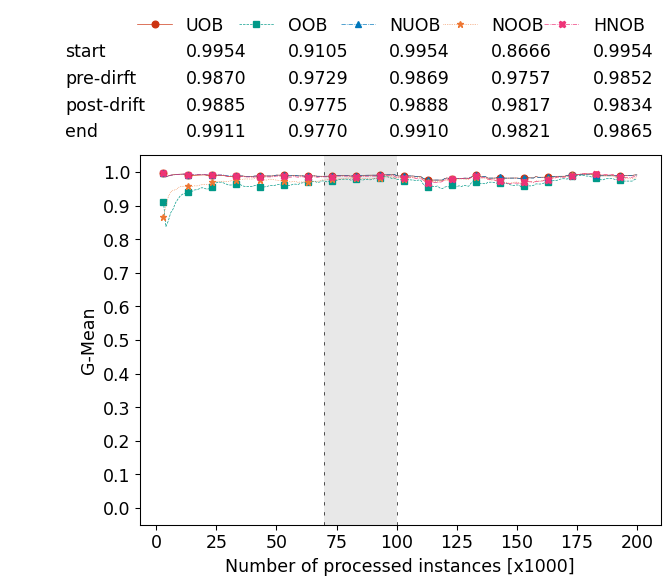 UOB OOB NUOB NOOB HNOB
start 0.9954 0.9105 0.9954 0.8666 0.9954
pre-dirft 0.9870 0.9729 0.9869 0.9757 0.9852
post-drift 0.9885 0.9775 0.9888 0.9817 0.9834
end 0.9911 0.9770 0.9910 0.9821 0.9865
1.0
0.9
0.8
0.7
0.6
0.5
0.4
0.3
0.2
0.1
0.0
G-Mean
0 25 50 75 100 125 150 175 200
Number of processed instances [x1000]